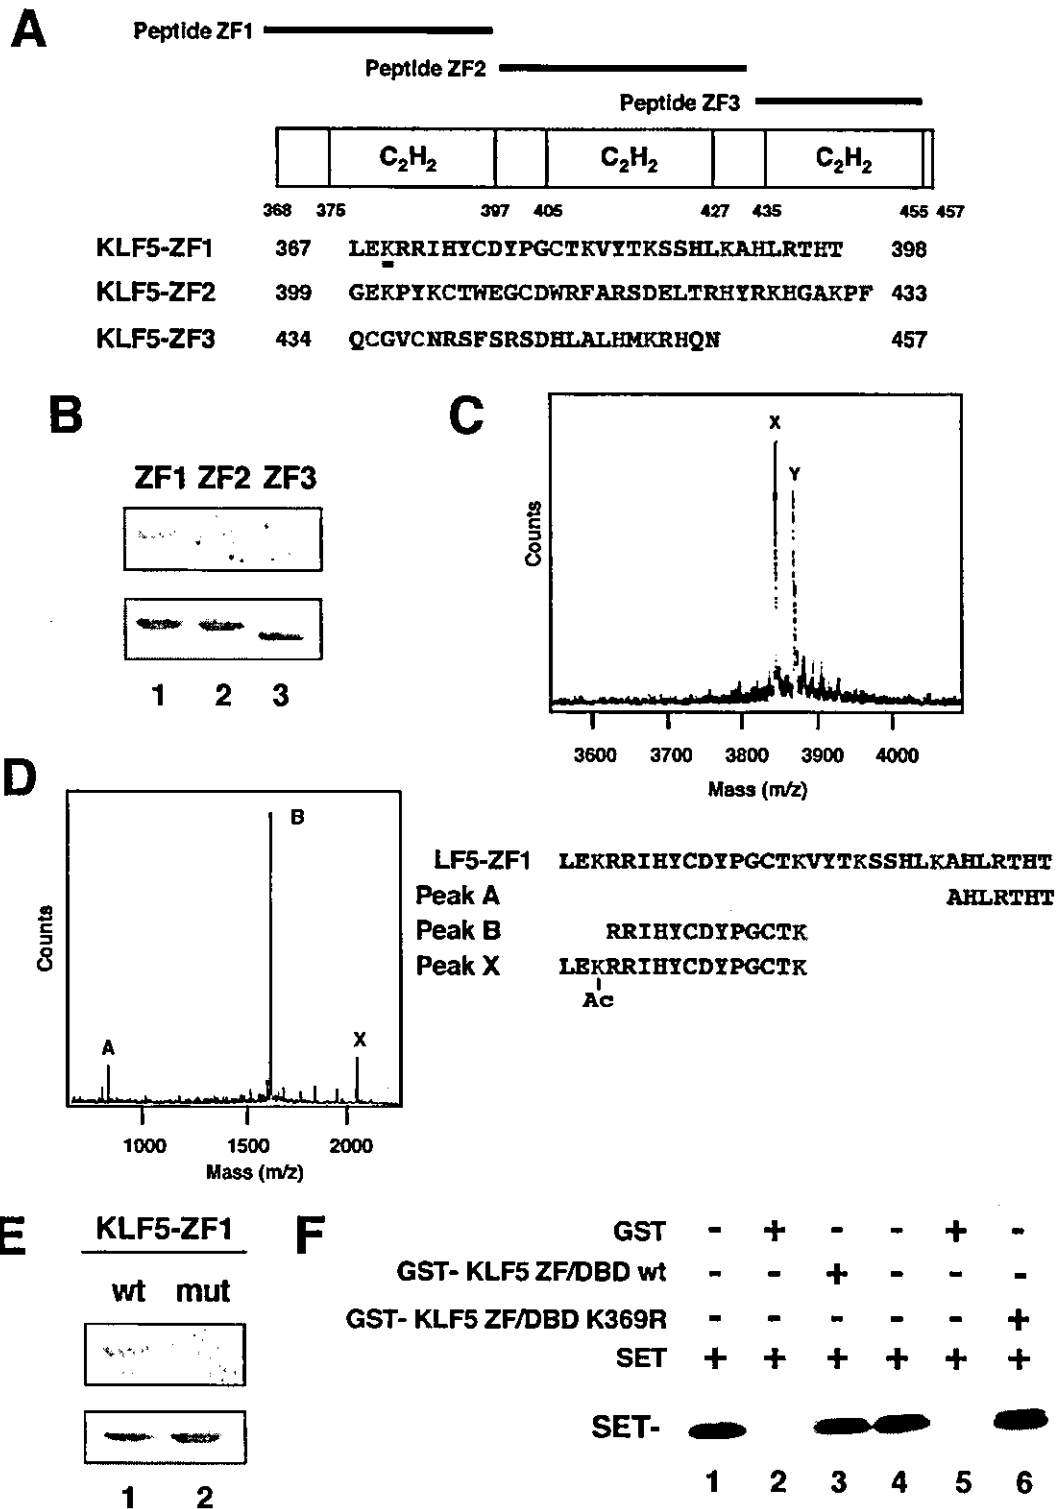 A
Peptide ZF1
Peptide ZF2
Peptide ZF3
C2H2 C2H2 C2H2
368 375 397 405 427 435 455 457
KLF5-ZF1 367 LEKRRIHYCDYPGCTKVYTKSSHLKAHLRTHT 398
KLF5-ZF2 399 GEKPYKCTWEGCDWRFARSDELTRHYRKHGAKPF 433
KLF5-ZF3 434 QCGVCNRSFSRSDHLALHMKRHQN 457
B
ZF1 ZF2 ZF3
1 2 3
C
X
Y
Counts
3600 3700 3800 3900 4000
Mass (m/z)
D
B
A
X
Counts
1000 1500 2000
Mass (m/z)
LF5-ZF1 LEKRRIHYCDYPGCTKVYTKSSHLKAHLRTHT
Peak A AHLRTHT
Peak B RRIHYCDYPGCTK
Peak X LEKRRIHYCDYPGCTK
Ac
E
KLF5-ZF1
wt mut
1 2
F
GST - + - - + -
GST- KLF5 ZF/DBD wt - - + - - -
GST- KLF5 ZF/DBD K369R - - - - - +
SET + + + + + +
SET-
1 2 3 4 5 6